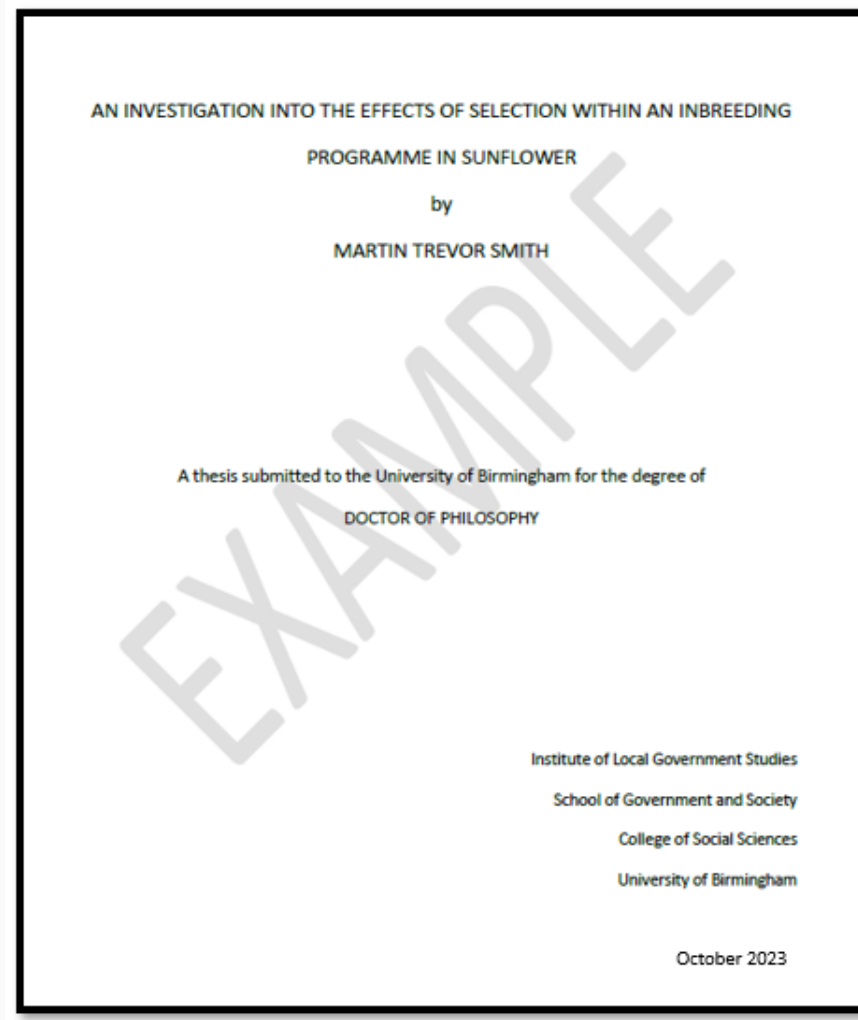 AN INVESTIGATION INTO THE EFFECTS OF SELECTION WITHIN AN INBREEDING
PROGRAMME IN SUNFLOWER
by
MARTIN TREVOR SMITH
EXAMPLE
A thesis submitted to the University of Birmingham for the degree of
DOCTOR OF PHILOSOPHY
Institute of Local Government Studies
School of Government and Society
College of Social Sciences
University of Birmingham
October 2023